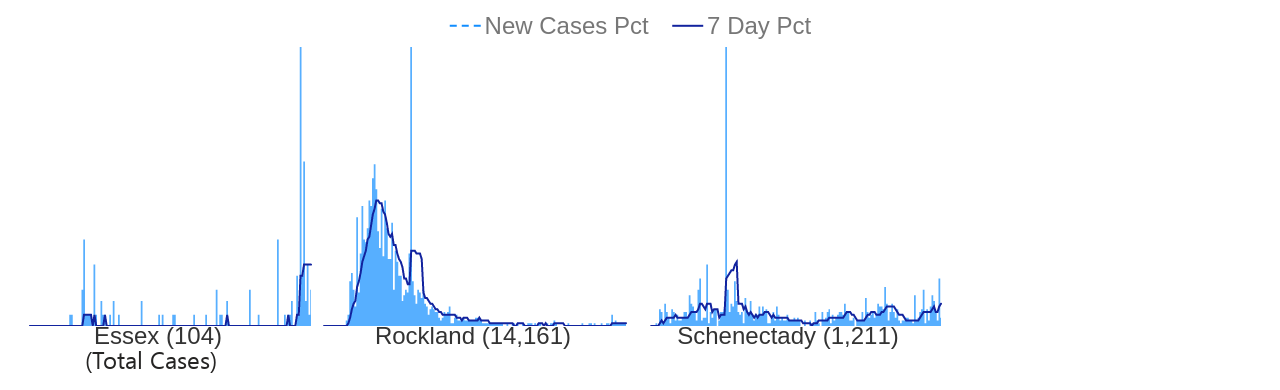 New Cases Pct 7 Day Pct
Essex (104) Rockland (14,161) Schenectady (1,211)
(Total Cases)